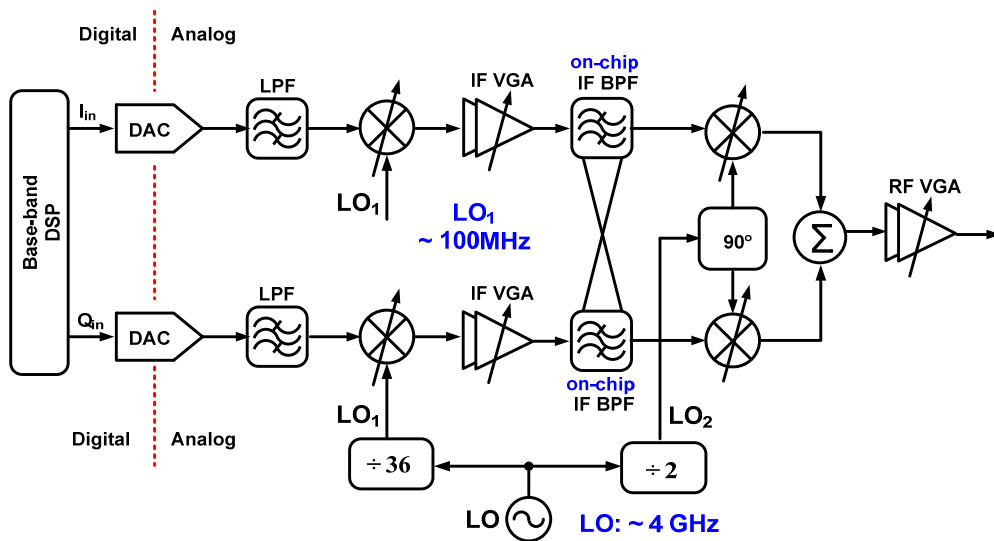 Digital
Analog
Base-band
DSP
Iin
DAC
LPF
LO1
IF VGA
on-chip
IF BPF
LO1
~ 100MHz
90°
Σ
RF VGA
Qin
DAC
LPF
IF VGA
on-chip
IF BPF
LO1
LO2
Digital
Analog
÷ 36
÷ 2
LO
LO: ~ 4 GHz